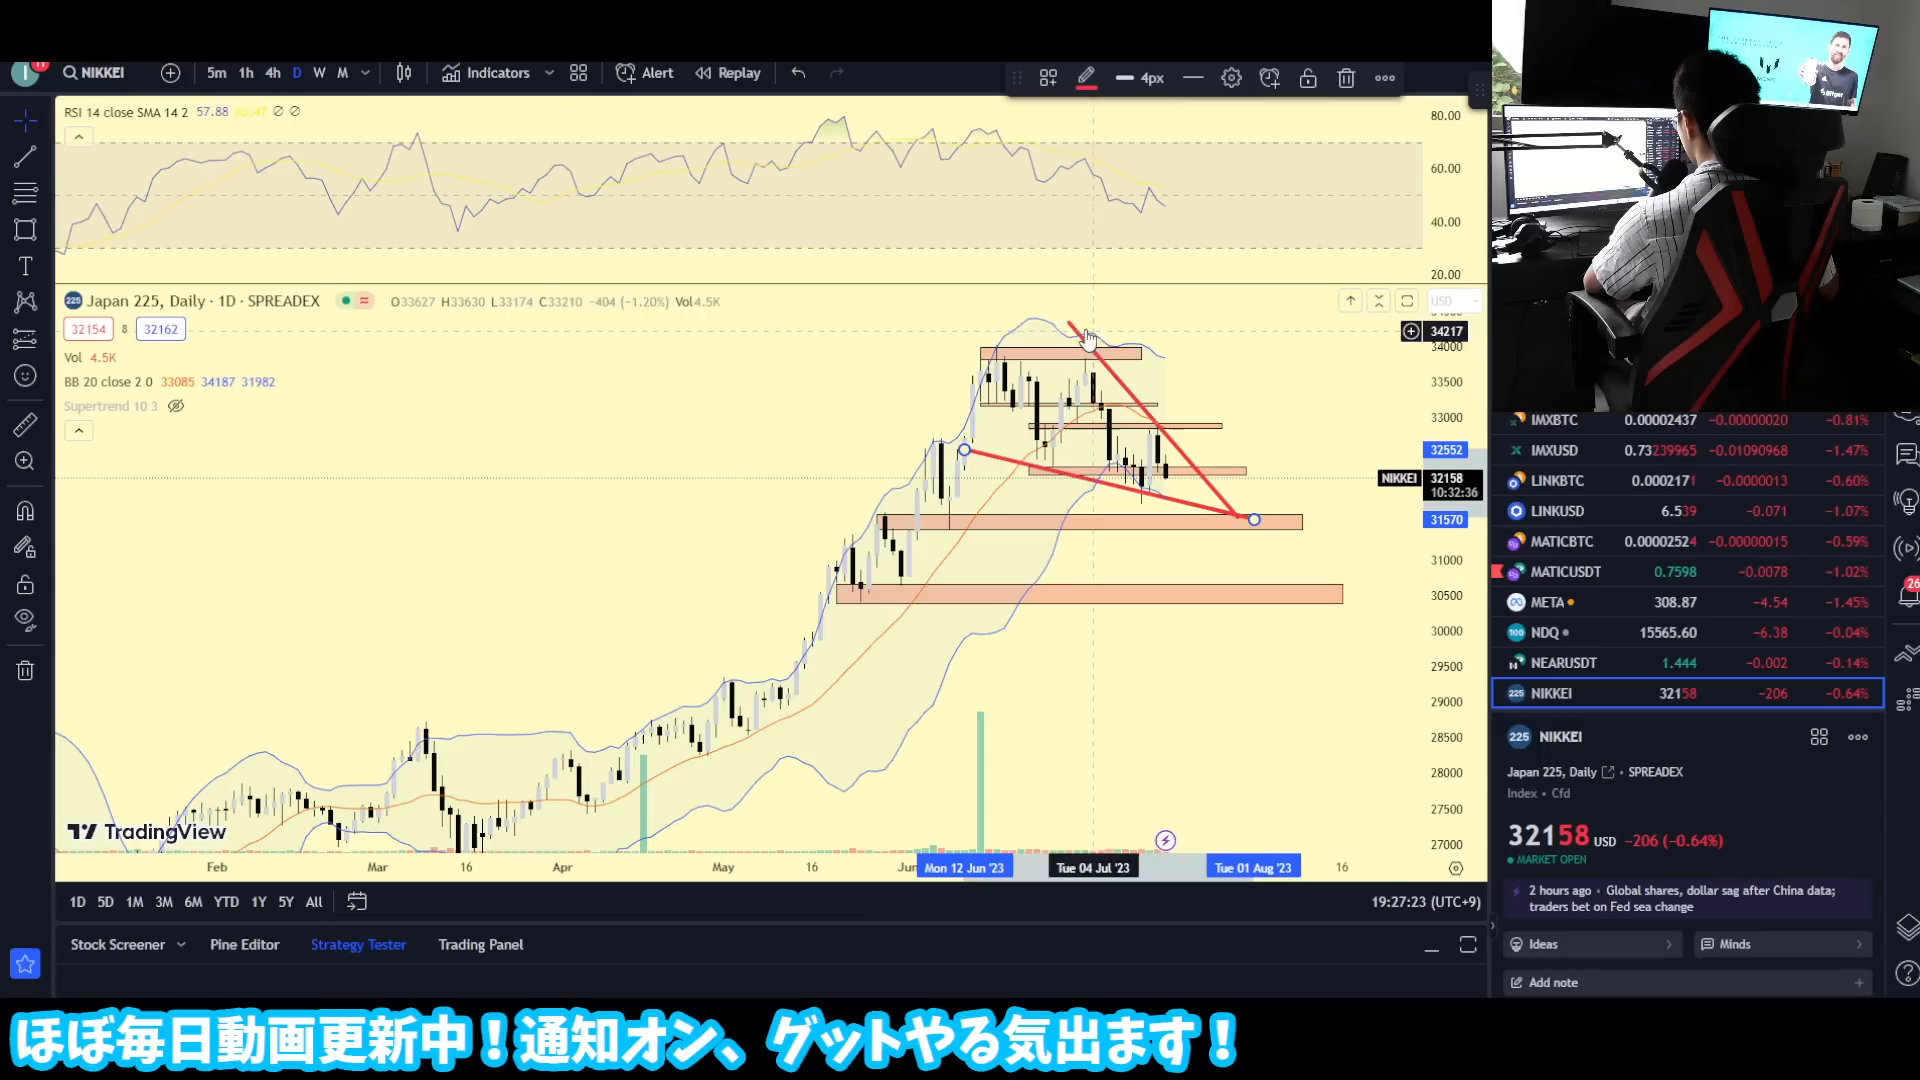 NIKKEI 5m 1h 4h D W M Indicators Alert Replay 4px
RSI 14 close SMA 14 2 57.88
80.00
60.00
40.00
20.00
Japan 225, Daily · 1D · SPREADEX O33627 H33630 L33174 C33210 −404 (−1.20%) Vol4.5K
USD
32154 8 32162
34217
34000
Vol 4.5K
BB 20 close 2 0 33085 34187 31982
33500
Supertrend 10 3
33000
32552
NIKKEI 32158
10:32:36
31570
31000
30500
30000
29500
29000
28500
28000
27500
27000
TradingView
Feb Mar 16 Apr May 16 Mon 12 Jun '23 Tue 04 Jul '23 Tue 01 Aug '23 16
1D 5D 1M 3M 6M YTD 1Y 5Y All 19:27:23 (UTC+9)
Stock Screener Pine Editor Strategy Tester Trading Panel
IMXBTC 0.00002437 −0.00000020 −0.81%
IMXUSD 0.73239965 −0.01090968 −1.47%
LINKBTC 0.0002171 −0.0000013 −0.60%
LINKUSD 6.539 −0.071 −1.07%
MATICBTC 0.00002524 −0.00000015 −0.59%
MATICUSDT 0.7598 −0.0078 −1.02%
META 308.87 −4.54 −1.45%
NDQ 15565.60 −6.38 −0.04%
NEARUSDT 1.444 −0.002 −0.14%
NIKKEI 32158 −206 −0.64%
26
225 NIKKEI
Japan 225, Daily • SPREADEX
Index • Cfd
32158 USD −206 (−0.64%)
MARKET OPEN
2 hours ago • Global shares, dollar sag after China data;
traders bet on Fed sea change
Ideas Minds
Add note
ほぼ毎日動画更新中！通知オン、グットやる気出ます！